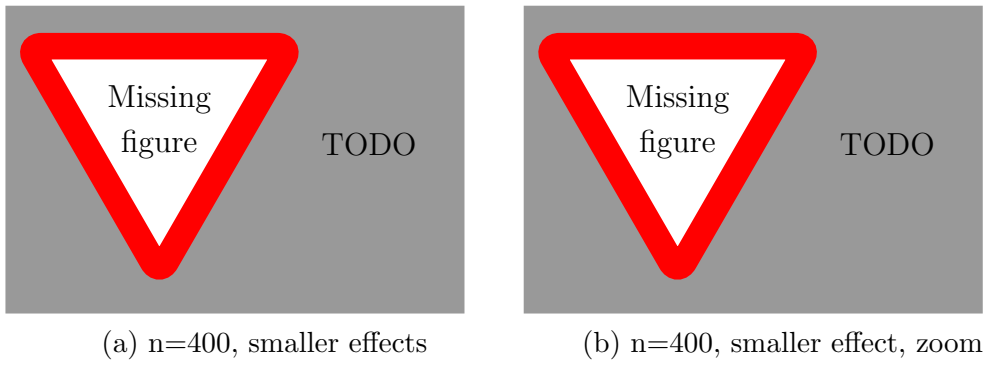 Missing
figure
TODO
(a) n=400, smaller effects
Missing
figure
TODO
(b) n=400, smaller effect, zoom